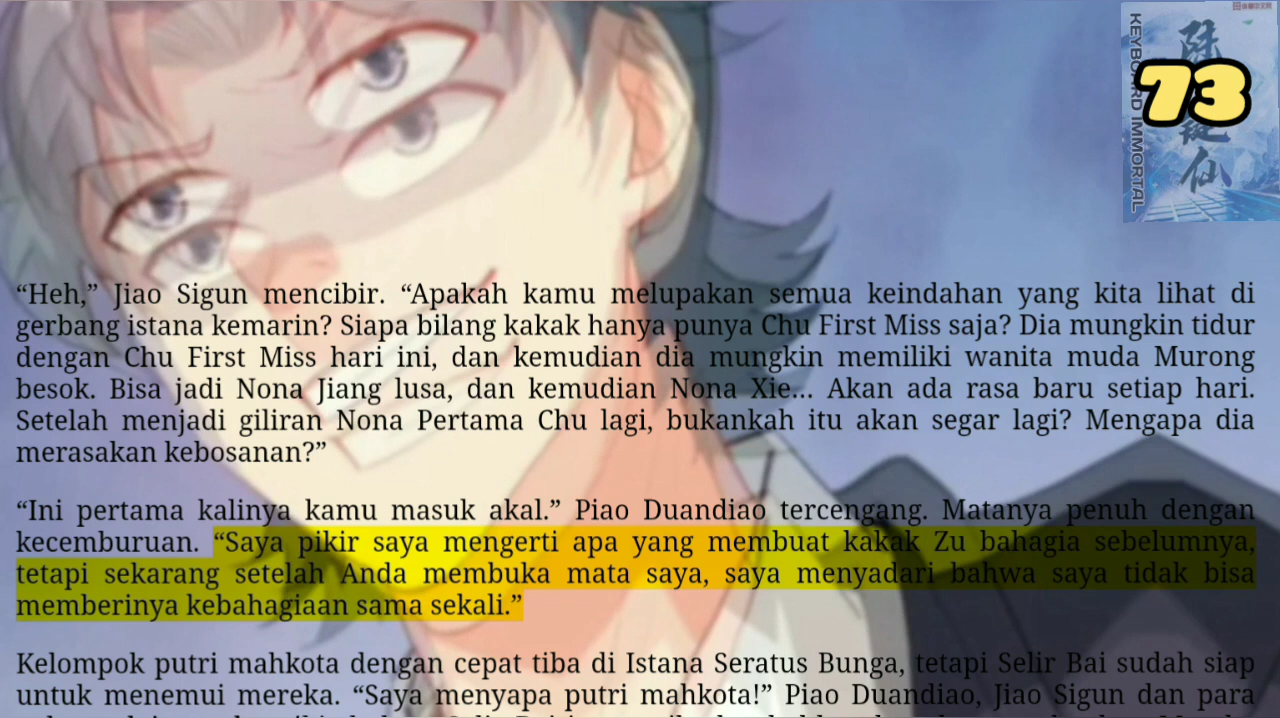 KEYBOARD IMMORTAL
73
“Heh,” Jiao Sigun mencibir. “Apakah kamu melupakan semua keindahan yang kita lihat di
gerbang istana kemarin? Siapa bilang kakak hanya punya Chu First Miss saja? Dia mungkin tidur
dengan Chu First Miss hari ini, dan kemudian dia mungkin memiliki wanita muda Murong
besok. Bisa jadi Nona Jiang lusa, dan kemudian Nona Xie... Akan ada rasa baru setiap hari.
Setelah menjadi giliran Nona Pertama Chu lagi, bukankah itu akan segar lagi? Mengapa dia
merasakan kebosanan?”
“Ini pertama kalinya kamu masuk akal.” Piao Duandiao tercengang. Matanya penuh dengan
kecemburuan. “Saya pikir saya mengerti apa yang membuat kakak Zu bahagia sebelumnya,
tetapi sekarang setelah Anda membuka mata saya, saya menyadari bahwa saya tidak bisa
memberinya kebahagiaan sama sekali.”
Kelompok putri mahkota dengan cepat tiba di Istana Seratus Bunga, tetapi Selir Bai sudah siap
untuk menemui mereka. “Saya menyapa putri mahkota!” Piao Duandiao, Jiao Sigun dan para